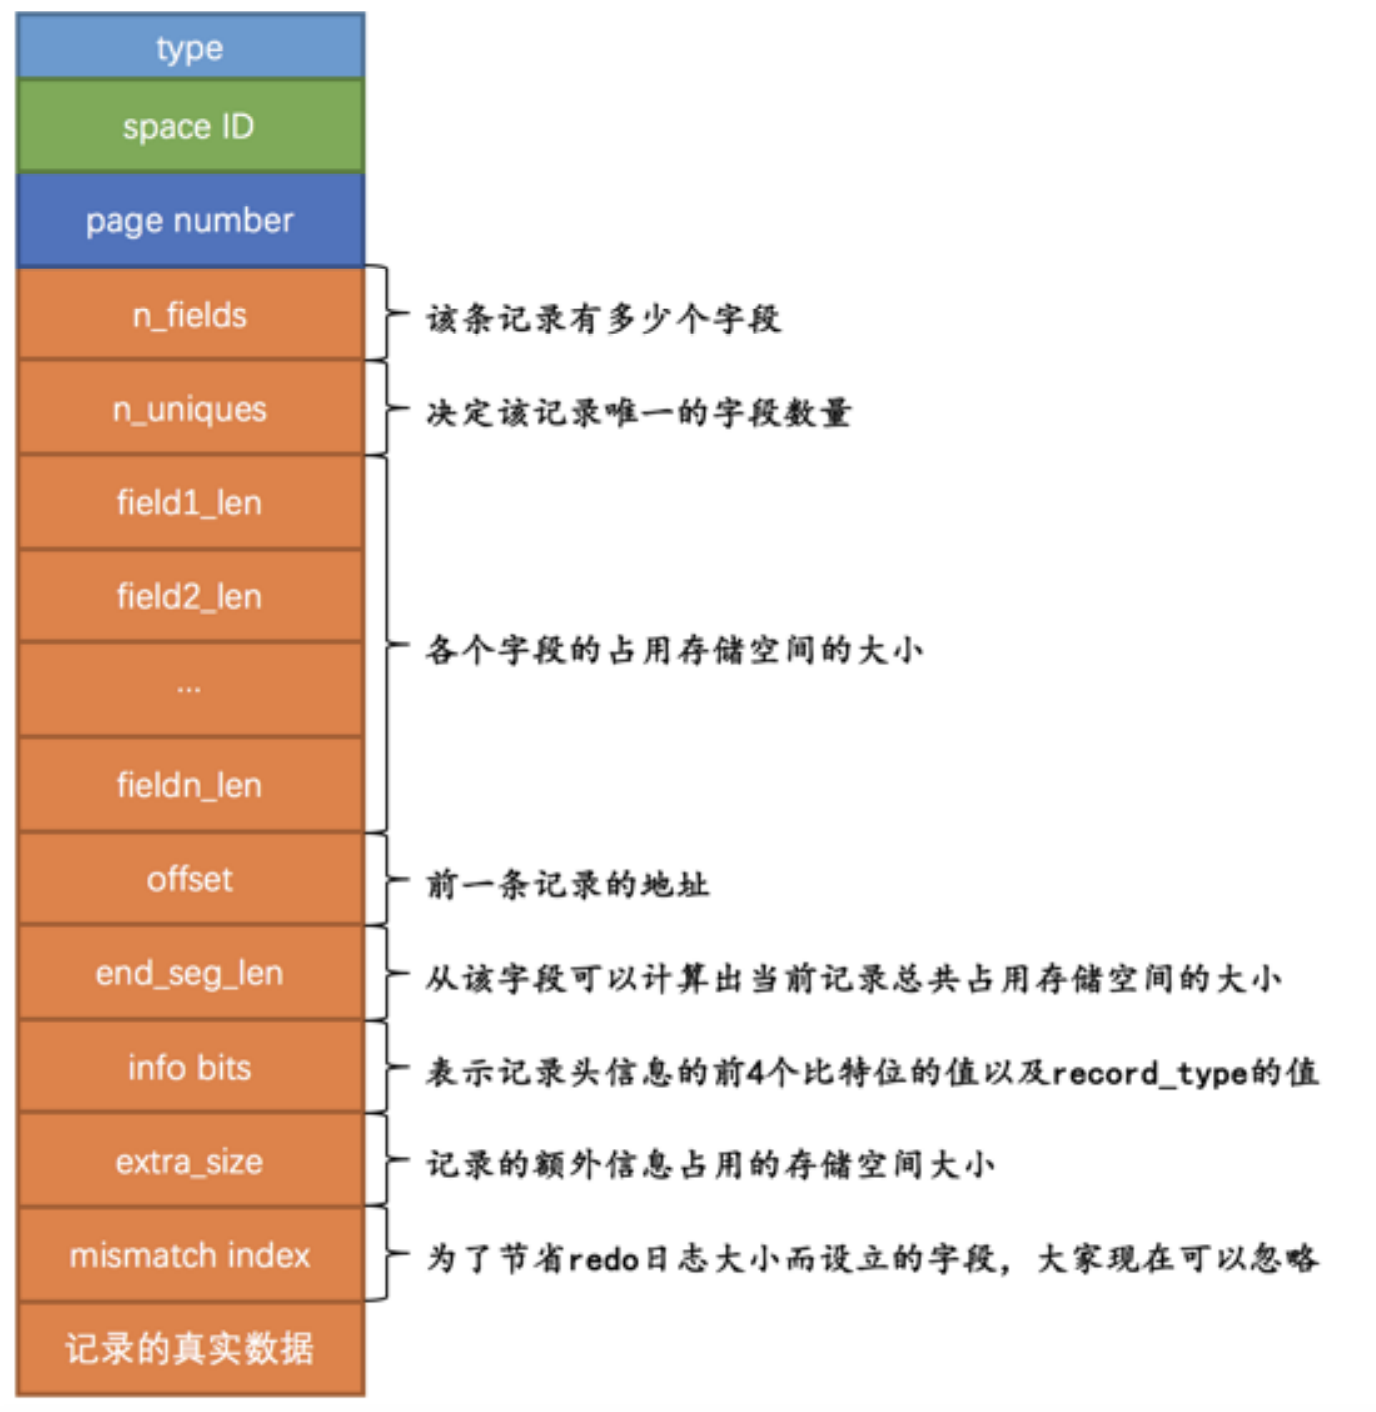 type
space ID
page number
n_fields
该条记录有多少个字段
n_uniques
决定该记录唯一的字段数量
field1_len
field2_len
...
各个字段的占用存储空间的大小
fieldn_len
offset
前一条记录的地址
end_seg_len
从该字段可以计算出当前记录总共占用存储空间的大小
info bits
表示记录头信息的前4个比特位的值以及record_type的值
extra_size
记录的额外信息占用的存储空间大小
mismatch index
为了节省redo日志大小而设立的字段，大家现在可以忽略
记录的真实数据